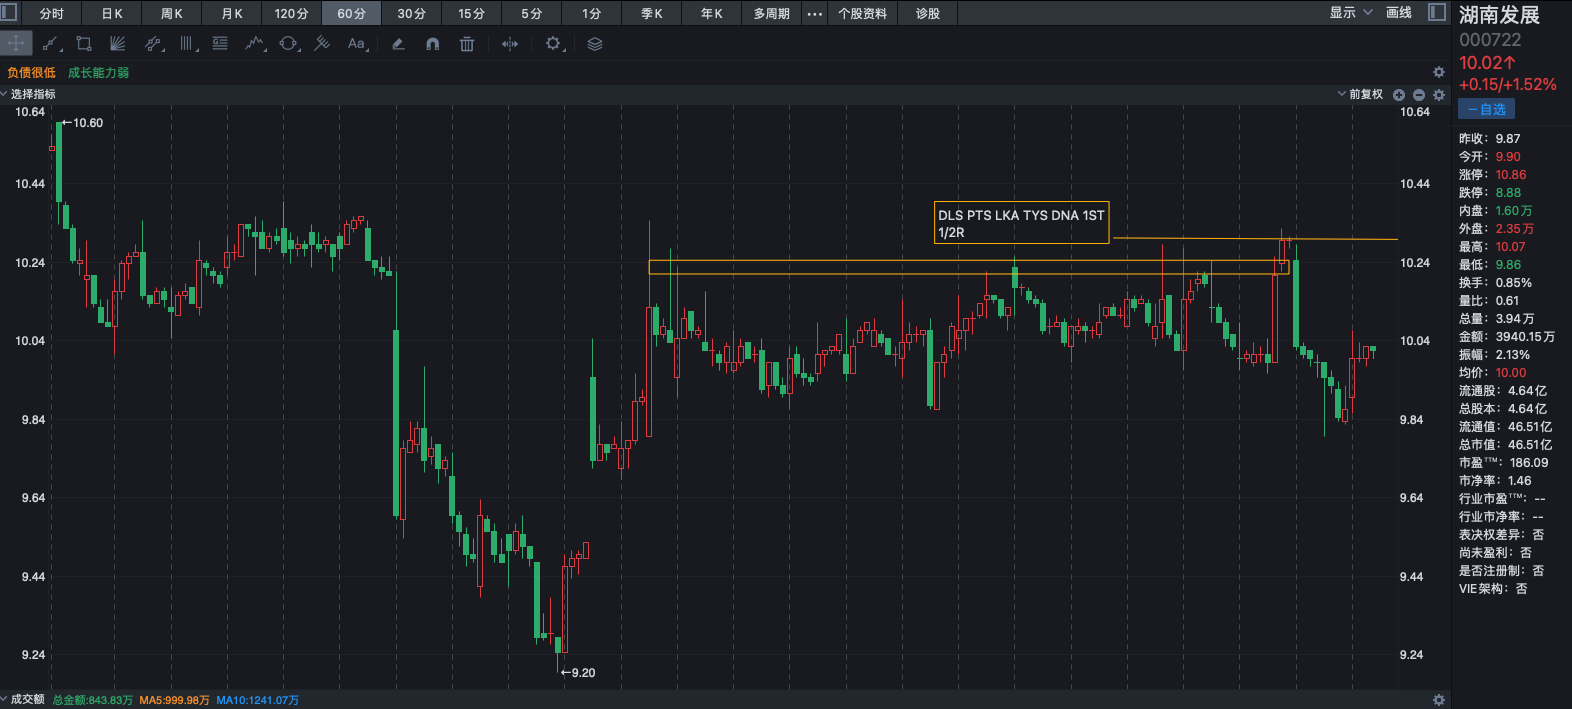 分时 日K 周K 月K 120分 60分 30分 15分 5分 1分 季K 年K 多周期 ••• 个股资料 诊股 显示 画线
Aa
负债很低 成长能力弱
选择指标 前复权
10.64 10.64
←10.60
10.44 10.44
DLS PTS LKA TYS DNA 1ST
1/2R
10.24 10.24
10.04 10.04
9.84 9.84
9.64 9.64
9.44 9.44
9.24 9.24
←9.20
成交额 总金额:843.83万 MA5:999.98万 MA10:1241.07万
湖南发展
000722
10.02↑
+0.15/+1.52%
−自选
昨收: 9.87
今开: 9.90
涨停: 10.86
跌停: 8.88
内盘: 1.60万
外盘: 2.35万
最高: 10.07
最低: 9.86
换手: 0.85%
量比: 0.61
总量: 3.94万
金额: 3940.15万
振幅: 2.13%
均价: 10.00
流通股: 4.64亿
总股本: 4.64亿
流通值: 46.51亿
总市值: 46.51亿
市盈™: 186.09
市净率: 1.46
行业市盈™: --
行业市净率: --
表决权差异: 否
尚未盈利: 否
是否注册制: 否
VIE架构: 否